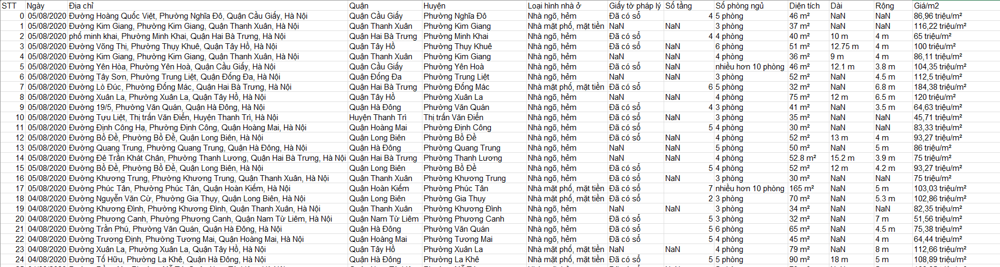 STT Ngày Địa chỉ Quận Huyện Loại hình nhà ở Giấy tờ pháp lý Số tầng Số phòng ngủ Diện tích Dài Rộng Giá/m2
0 05/08/2020 Đường Hoàng Quốc Việt, Phường Nghĩa Đô, Quận Cầu Giấy, Hà Nội Quận Cầu Giấy Phường Nghĩa Đô Nhà ngõ, hẻm Đã có sổ 4 5 phòng 46 m² NaN NaN 86,96 triệu/m²
1 05/08/2020 Đường Kim Giang, Phường Kim Giang, Quận Thanh Xuân, Hà Nội Quận Thanh Xuân Phường Kim Giang Nhà mặt phố, mặt tiền NaN NaN 3 phòng 37 m² NaN NaN 116,22 triệu/m²
2 05/08/2020 phố minh khai, Phường Minh Khai, Quận Hai Bà Trưng, Hà Nội Quận Hai Bà Trưng Phường Minh Khai Nhà ngõ, hẻm Đã có sổ 4 4 phòng 40 m² 10 m 4 m 65 triệu/m²
3 05/08/2020 Đường Võng Thị, Phường Thụy Khuê, Quận Tây Hồ, Hà Nội Quận Tây Hồ Phường Thụy Khuê Nhà ngõ, hẻm Đã có sổ NaN 6 phòng 51 m² 12.75 m 4 m 100 triệu/m²
4 05/08/2020 Đường Kim Giang, Phường Kim Giang, Quận Thanh Xuân, Hà Nội Quận Thanh Xuân Phường Kim Giang Nhà ngõ, hẻm NaN NaN 4 phòng 36 m² 9 m 4 m 86,11 triệu/m²
5 05/08/2020 Đường Yên Hòa, Phường Yên Hoà, Quận Cầu Giấy, Hà Nội Quận Cầu Giấy Phường Yên Hoà Nhà ngõ, hẻm Đã có sổ NaN nhiều hơn 10 phòng 46 m² 12.1 m 3.8 m 104,35 triệu/m²
6 05/08/2020 Đường Tây Sơn, Phường Trung Liệt, Quận Đống Đa, Hà Nội Quận Đống Đa Phường Trung Liệt Nhà ngõ, hẻm NaN NaN 3 phòng 52 m² NaN 4.5 m 112,5 triệu/m²
7 05/08/2020 Đường Lò Đúc, Phường Đống Mác, Quận Hai Bà Trưng, Hà Nội Quận Hai Bà Trưng Phường Đống Mác Nhà mặt phố, mặt tiền Đã có sổ 6 5 phòng 32 m² NaN 6.8 m 184,38 triệu/m²
8 05/08/2020 Đường Xuân La, Phường Xuân La, Quận Tây Hồ, Hà Nội Quận Tây Hồ Phường Xuân La Nhà ngõ, hẻm NaN NaN 4 phòng 75 m² 12 m 6.5 m 120 triệu/m²
9 05/08/2020 Đường 19/5, Phường Văn Quán, Quận Hà Đông, Hà Nội Quận Hà Đông Phường Văn Quán Nhà ngõ, hẻm Đã có sổ 4 3 phòng 41 m² NaN 3.5 m 64,63 triệu/m²
10 05/08/2020 Đường Tựu Liệt, Thị trấn Văn Điển, Huyện Thanh Trì, Hà Nội Huyện Thanh Trì Thị trấn Văn Điển Nhà ngõ, hẻm Đã có sổ NaN 3 phòng 35 m² NaN NaN 45,71 triệu/m²
11 05/08/2020 Đường Định Công Hạ, Phường Định Công, Quận Hoàng Mai, Hà Nội Quận Hoàng Mai Phường Định Công Nhà ngõ, hẻm Đã có sổ 5 4 phòng 30 m² NaN NaN 83,33 triệu/m²
12 05/08/2020 Đường Bồ Đề, Phường Bồ Đề, Quận Long Biên, Hà Nội Quận Long Biên Phường Bồ Đề Nhà ngõ, hẻm Đã có sổ NaN 4 phòng 52 m² 13 m 4 m 93,27 triệu/m²
13 05/08/2020 Đường Quang Trung, Phường Quang Trung, Quận Hà Đông, Hà Nội Quận Hà Đông Phường Quang Trung Nhà ngõ, hẻm NaN NaN 5 phòng 50 m² NaN 5 m 86 triệu/m²
14 05/08/2020 Đường Đê Trần Khát Chân, Phường Thanh Lương, Quận Hai Bà Trưng, Hà Nội Quận Hai Bà Trưng Phường Thanh Lương Nhà ngõ, hẻm NaN NaN 4 phòng 52.8 m² 15.2 m 3.9 m 75 triệu/m²
15 05/08/2020 Đường Bồ Đề, Phường Bồ Đề, Quận Long Biên, Hà Nội Quận Long Biên Phường Bồ Đề Nhà ngõ, hẻm Đã có sổ 5 4 phòng 52 m² 12 m 4.2 m 93,27 triệu/m²
16 05/08/2020 Đường Khương Trung, Phường Khương Trung, Quận Thanh Xuân, Hà Nội Quận Thanh Xuân Phường Khương Trung Nhà ngõ, hẻm Đã có sổ NaN 3 phòng 30 m² NaN NaN 75 triệu/m²
17 05/08/2020 Đường Phúc Tân, Phường Phúc Tân, Quận Hoàn Kiếm, Hà Nội Quận Hoàn Kiếm Phường Phúc Tân Nhà mặt phố, mặt tiền Đã có sổ 7 nhiều hơn 10 phòng 165 m² NaN 5 m 103,03 triệu/m²
18 04/08/2020 Đường Nguyễn Văn Cừ, Phường Gia Thụy, Quận Long Biên, Hà Nội Quận Long Biên Phường Gia Thụy Nhà mặt phố, mặt tiền Đã có sổ 2 3 phòng 70 m² NaN 5.3 m 102,86 triệu/m²
19 04/08/2020 Đường Khương Đình, Phường Khương Đình, Quận Thanh Xuân, Hà Nội Quận Thanh Xuân Phường Khương Đình Nhà ngõ, hẻm NaN NaN 3 phòng 34 m² NaN NaN 82,35 triệu/m²
20 04/08/2020 Đường Phương Canh, Phường Phương Canh, Quận Nam Từ Liêm, Hà Nội Quận Nam Từ Liêm Phường Phương Canh Nhà ngõ, hẻm Đã có sổ 5 3 phòng 32 m² NaN 7 m 51,56 triệu/m²
21 04/08/2020 Đường Trần Phú, Phường Văn Quán, Quận Hà Đông, Hà Nội Quận Hà Đông Phường Văn Quán Nhà ngõ, hẻm Đã có sổ 5 6 phòng 65 m² NaN 4.5 m 75,38 triệu/m²
22 04/08/2020 Đường Trương Định, Phường Tương Mai, Quận Hoàng Mai, Hà Nội Quận Hoàng Mai Phường Tương Mai Nhà ngõ, hẻm Đã có sổ 5 4 phòng 45 m² NaN 4 m 64,44 triệu/m²
23 04/08/2020 Đường Xuân La, Phường Xuân La, Quận Tây Hồ, Hà Nội Quận Tây Hồ Phường Xuân La Nhà mặt phố, mặt tiền NaN NaN 4 phòng 79 m² NaN 8 m 112,66 triệu/m²
24 04/08/2020 Đường Tố Hữu, Phường La Khê, Quận Hà Đông, Hà Nội Quận Hà Đông Phường La Khê Nhà mặt phố, mặt tiền Đã có sổ 5 5 phòng 90 m² 18 m 5 m 108,89 triệu/m²